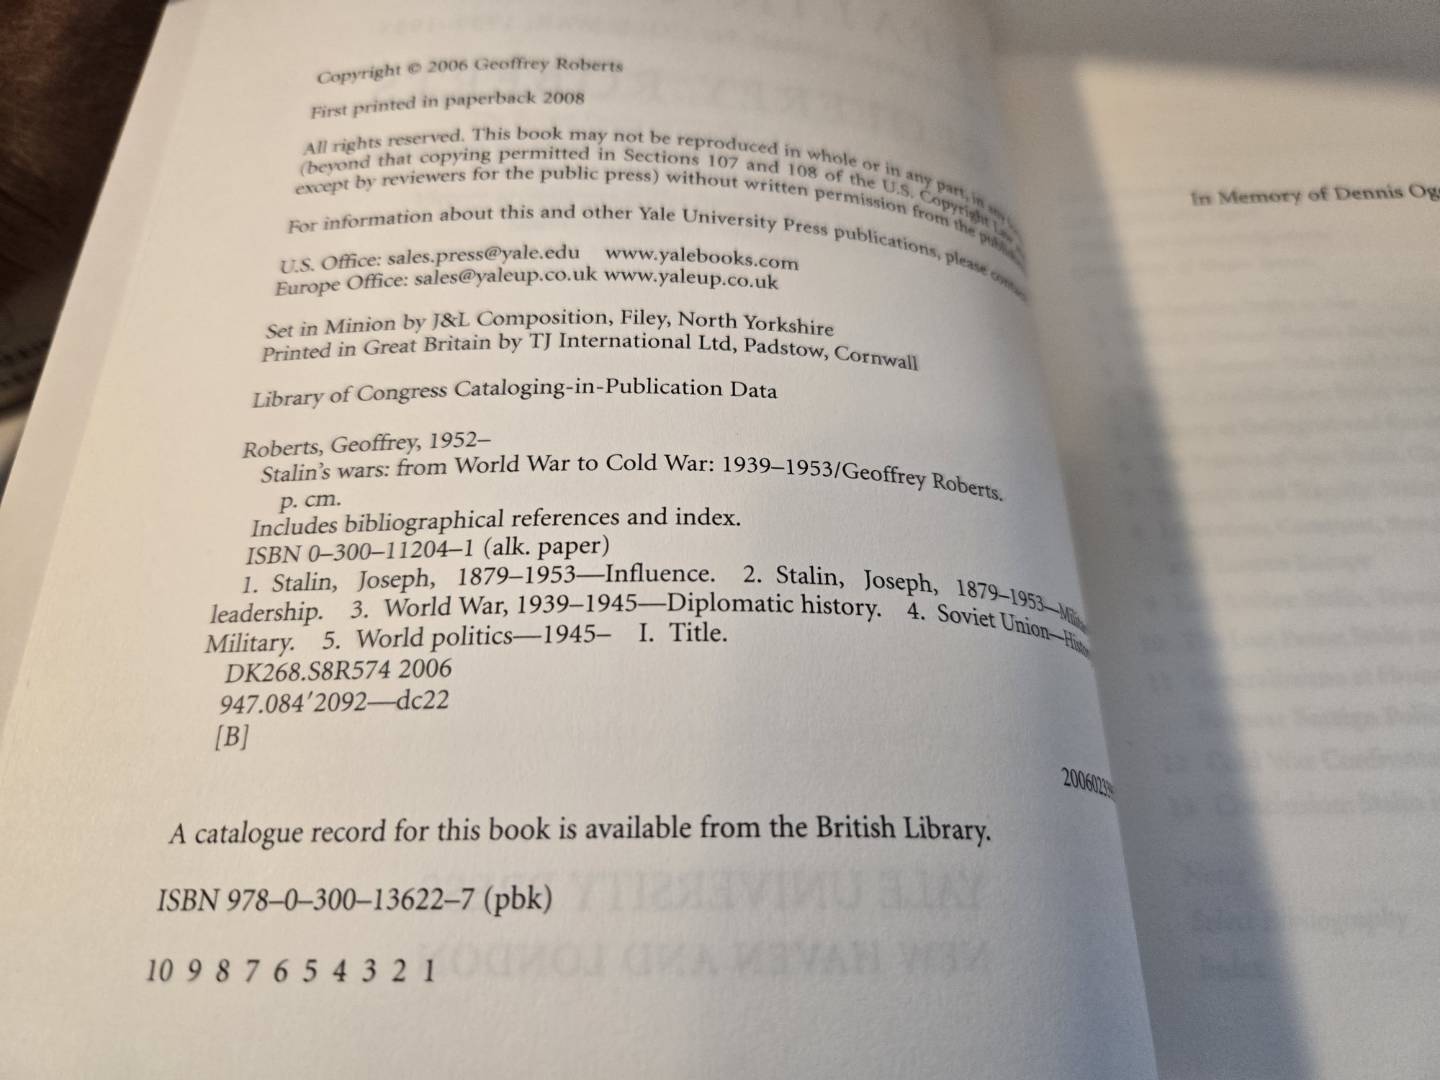 Copyright © 2006 Geoffrey Roberts
First printed in paperback 2008
All rights reserved. This book may not be reproduced in whole or in any part, in any
(beyond that copying permitted in Sections 107 and 108 of the U.S. Copyright Law
except by reviewers for the public press) without written permission from the
For information about this and other Yale University Press publications, please contact
U.S. Office: sales.press@yale.edu www.yalebooks.com
Europe Office: sales@yaleup.co.uk www.yaleup.co.uk
Set in Minion by J&L Composition, Filey, North Yorkshire
Printed in Great Britain by TJ International Ltd, Padstow, Cornwall
Library of Congress Cataloging-in-Publication Data
Roberts, Geoffrey, 1952–
Stalin's wars: from World War to Cold War: 1939–1953/Geoffrey Roberts.
p. cm.
Includes bibliographical references and index.
ISBN 0–300–11204–1 (alk. paper)
1. Stalin, Joseph, 1879–1953—Influence. 2. Stalin, Joseph, 1879–1953—
leadership. 3. World War, 1939–1945—Diplomatic history. 4. Soviet Union—
Military. 5. World politics—1945– I. Title.
DK268.S8R574 2006
947.084′2092—dc22
[B]
A catalogue record for this book is available from the British Library.
ISBN 978–0–300–13622–7 (pbk)
10 9 8 7 6 5 4 3 2 1
In Memory of Dennis